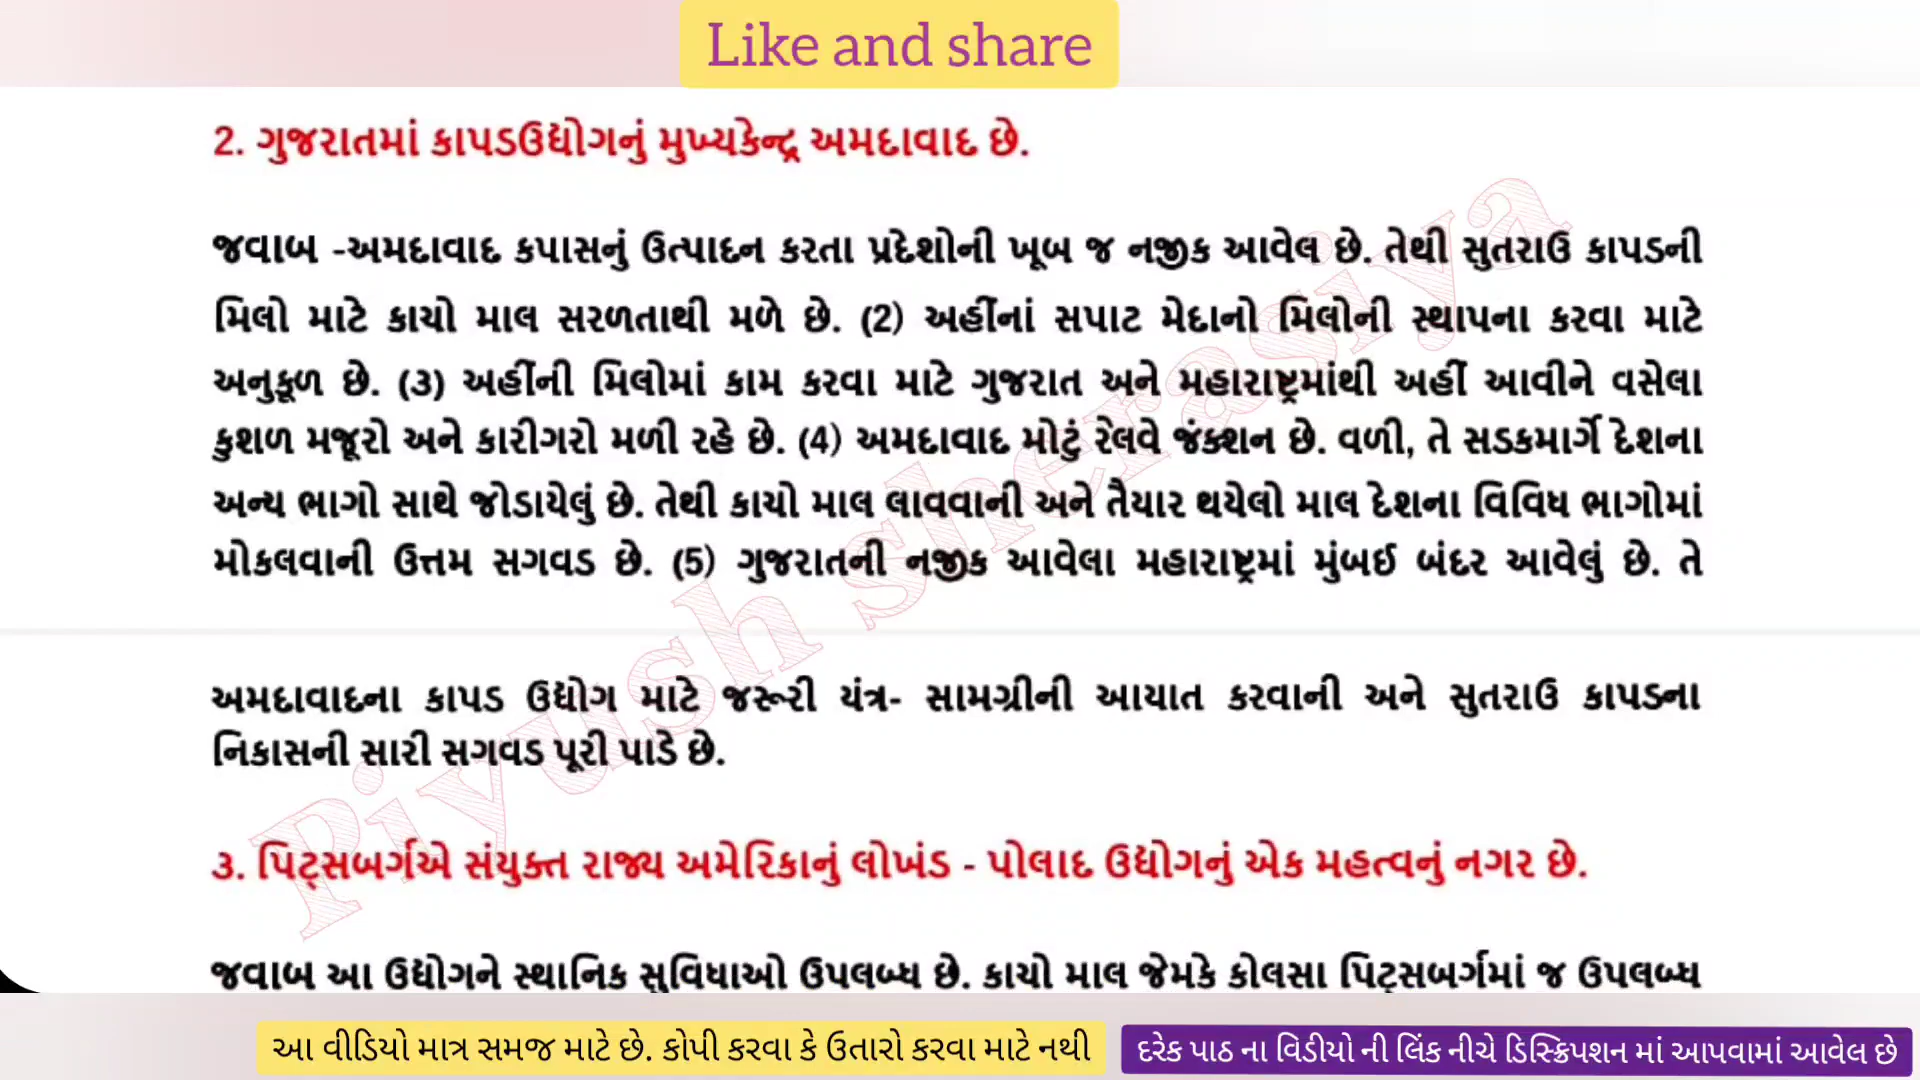 Like and share
2. ગુજરાતમાં કાપડઉદ્યોગનું મુખ્યકેન્દ્ર અમદાવાદ છે.
જવાબ -અમદાવાદ કપાસનું ઉત્પાદન કરતા પ્રદેશોની ખૂબ જ નજીક આવેલ છે. તેથી સુતરાઉ કાપડની
મિલો માટે કાચો માલ સરળતાથી મળે છે. (2) અહીંનાં સપાટ મેદાનો મિલોની સ્થાપના કરવા માટે
અનુકૂળ છે. (૩) અહીંની મિલોમાં કામ કરવા માટે ગુજરાત અને મહારાષ્ટ્રમાંથી અહીં આવીને વસેલા
કુશળ મજૂરો અને કારીગરો મળી રહે છે. (4) અમદાવાદ મોટું રેલવે જંક્શન છે. વળી, તે સડકમાર્ગે દેશના
અન્ય ભાગો સાથે જોડાયેલું છે. તેથી કાચો માલ લાવવાની અને તૈયાર થયેલો માલ દેશના વિવિધ ભાગોમાં
મોકલવાની ઉત્તમ સગવડ છે. (5) ગુજરાતની નજીક આવેલા મહારાષ્ટ્રમાં મુંબઈ બંદર આવેલું છે. તે
અમદાવાદના કાપડ ઉદ્યોગ માટે જરૂરી યંત્ર- સામગ્રીની આયાત કરવાની અને સુતરાઉ કાપડના
નિકાસની સારી સગવડ પૂરી પાડે છે.
૩. પિટ્સબર્ગએ સંયુક્ત રાજ્ય અમેરિકાનું લોખંડ - પોલાદ ઉદ્યોગનું એક મહત્વનું નગર છે.
જવાબ આ ઉદ્યોગને સ્થાનિક સુવિધાઓ ઉપલબ્ધ છે. કાચો માલ જેમકે કોલસા પિટ્સબર્ગમાં જ ઉપલબ્ધ
Piyush sherasiya
આ વીડિયો માત્ર સમજ માટે છે. કોપી કરવા કે ઉતારો કરવા માટે નથી
દરેક પાઠ ના વિડીયો ની લિંક નીચે ડિસ્ક્રિપશન માં આપવામાં આવેલ છે